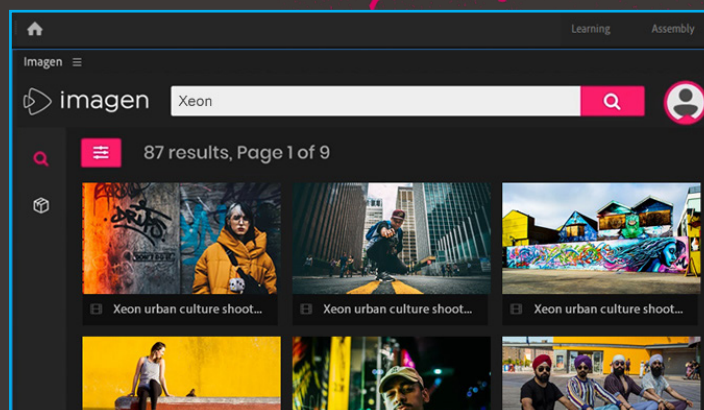 Learning Assembly
Imagen
imagen Xeon
87 results, Page 1 of 9
Xeon urban culture shoot... Xeon urban culture shoot... Xeon urban culture shoot...